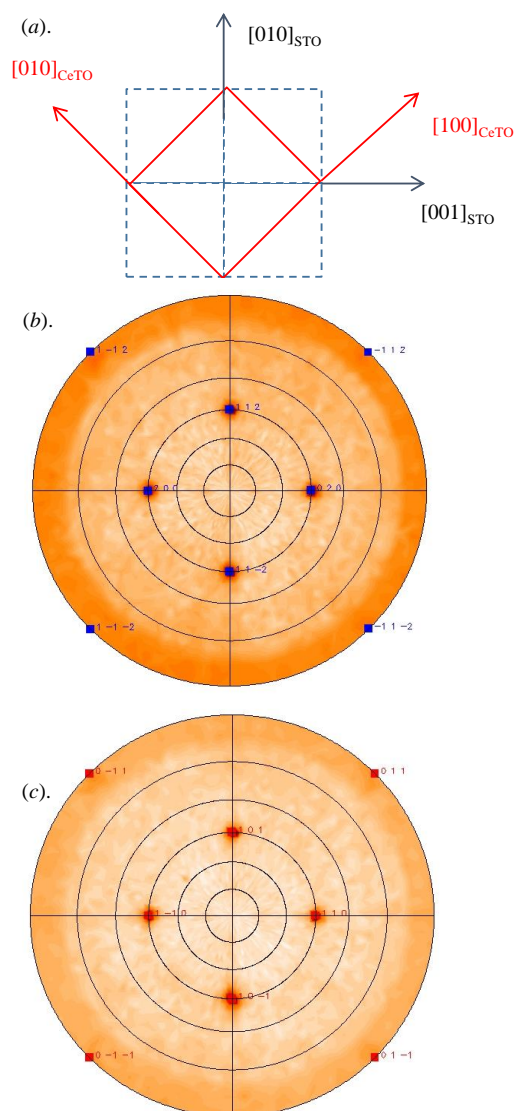 (a).
[010]STO
[010]CeTO
[100]CeTO
[001]STO
(b).
1 -1 2
-1 1 2
1 1 2
2 0 0
0 2 0
1 1 -2
1 -1 -2
-1 1 -2
(c).
0 -1 1
0 1 1
1 0 1
1 -1 0
1 1 0
1 0 -1
0 -1 -1
0 1 -1